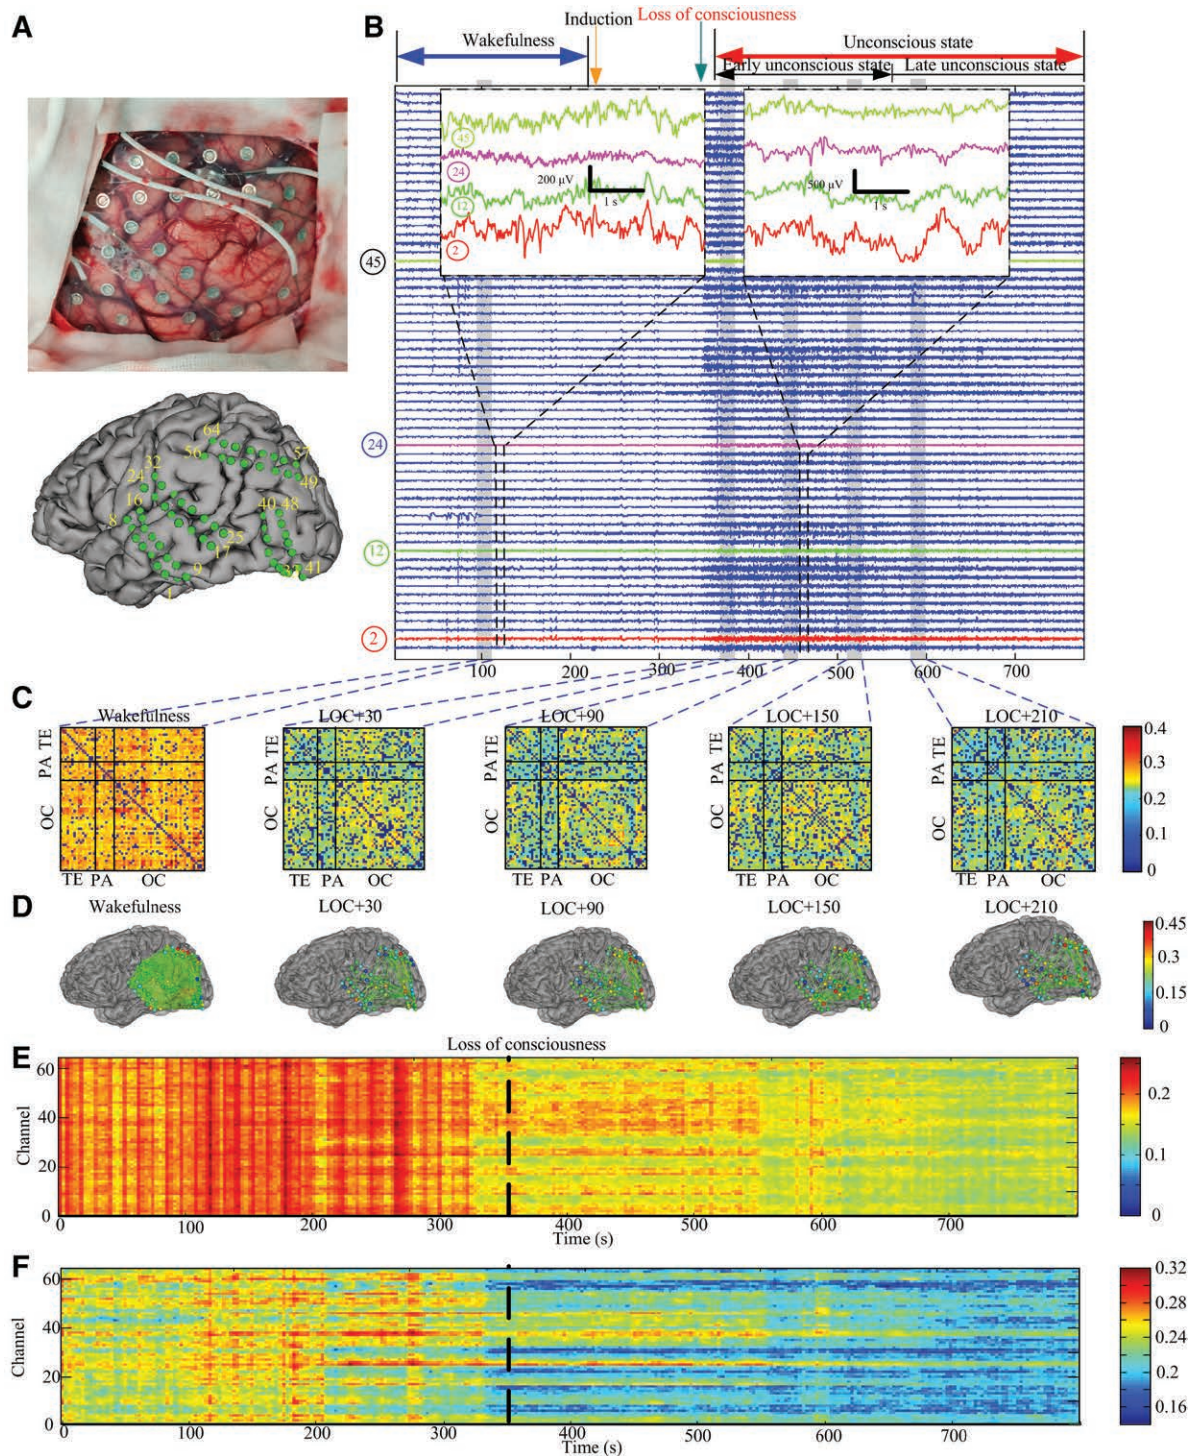 A
B
Induction
Loss of consciousness
Wakefulness
Unconscious state
Early unconscious state
Late unconscious state
45
24
200 μV
1 s
12
2
500 μV
1 s
45
24
12
2
100
200
300
400
500
600
700
64
56
57
49
32
24
16
8
40
48
25
17
9
1
41
C
Wakefulness
LOC+30
LOC+90
LOC+150
LOC+210
PA TE
OC
TE PA OC
PA TE
OC
TE PA OC
PA TE
OC
TE PA OC
PA TE
OC
TE PA OC
PA TE
OC
TE PA OC
0.4
0.3
0.2
0.1
0
D
Wakefulness
LOC+30
LOC+90
LOC+150
LOC+210
0.45
0.3
0.15
0
E
Loss of consciousness
Channel
60
40
20
0
0 100 200 300 400 500 600 700
Time (s)
0.2
0.1
0
F
Channel
60
40
20
0
0 100 200 300 400 500 600 700
Time (s)
0.32
0.28
0.24
0.20
0.16